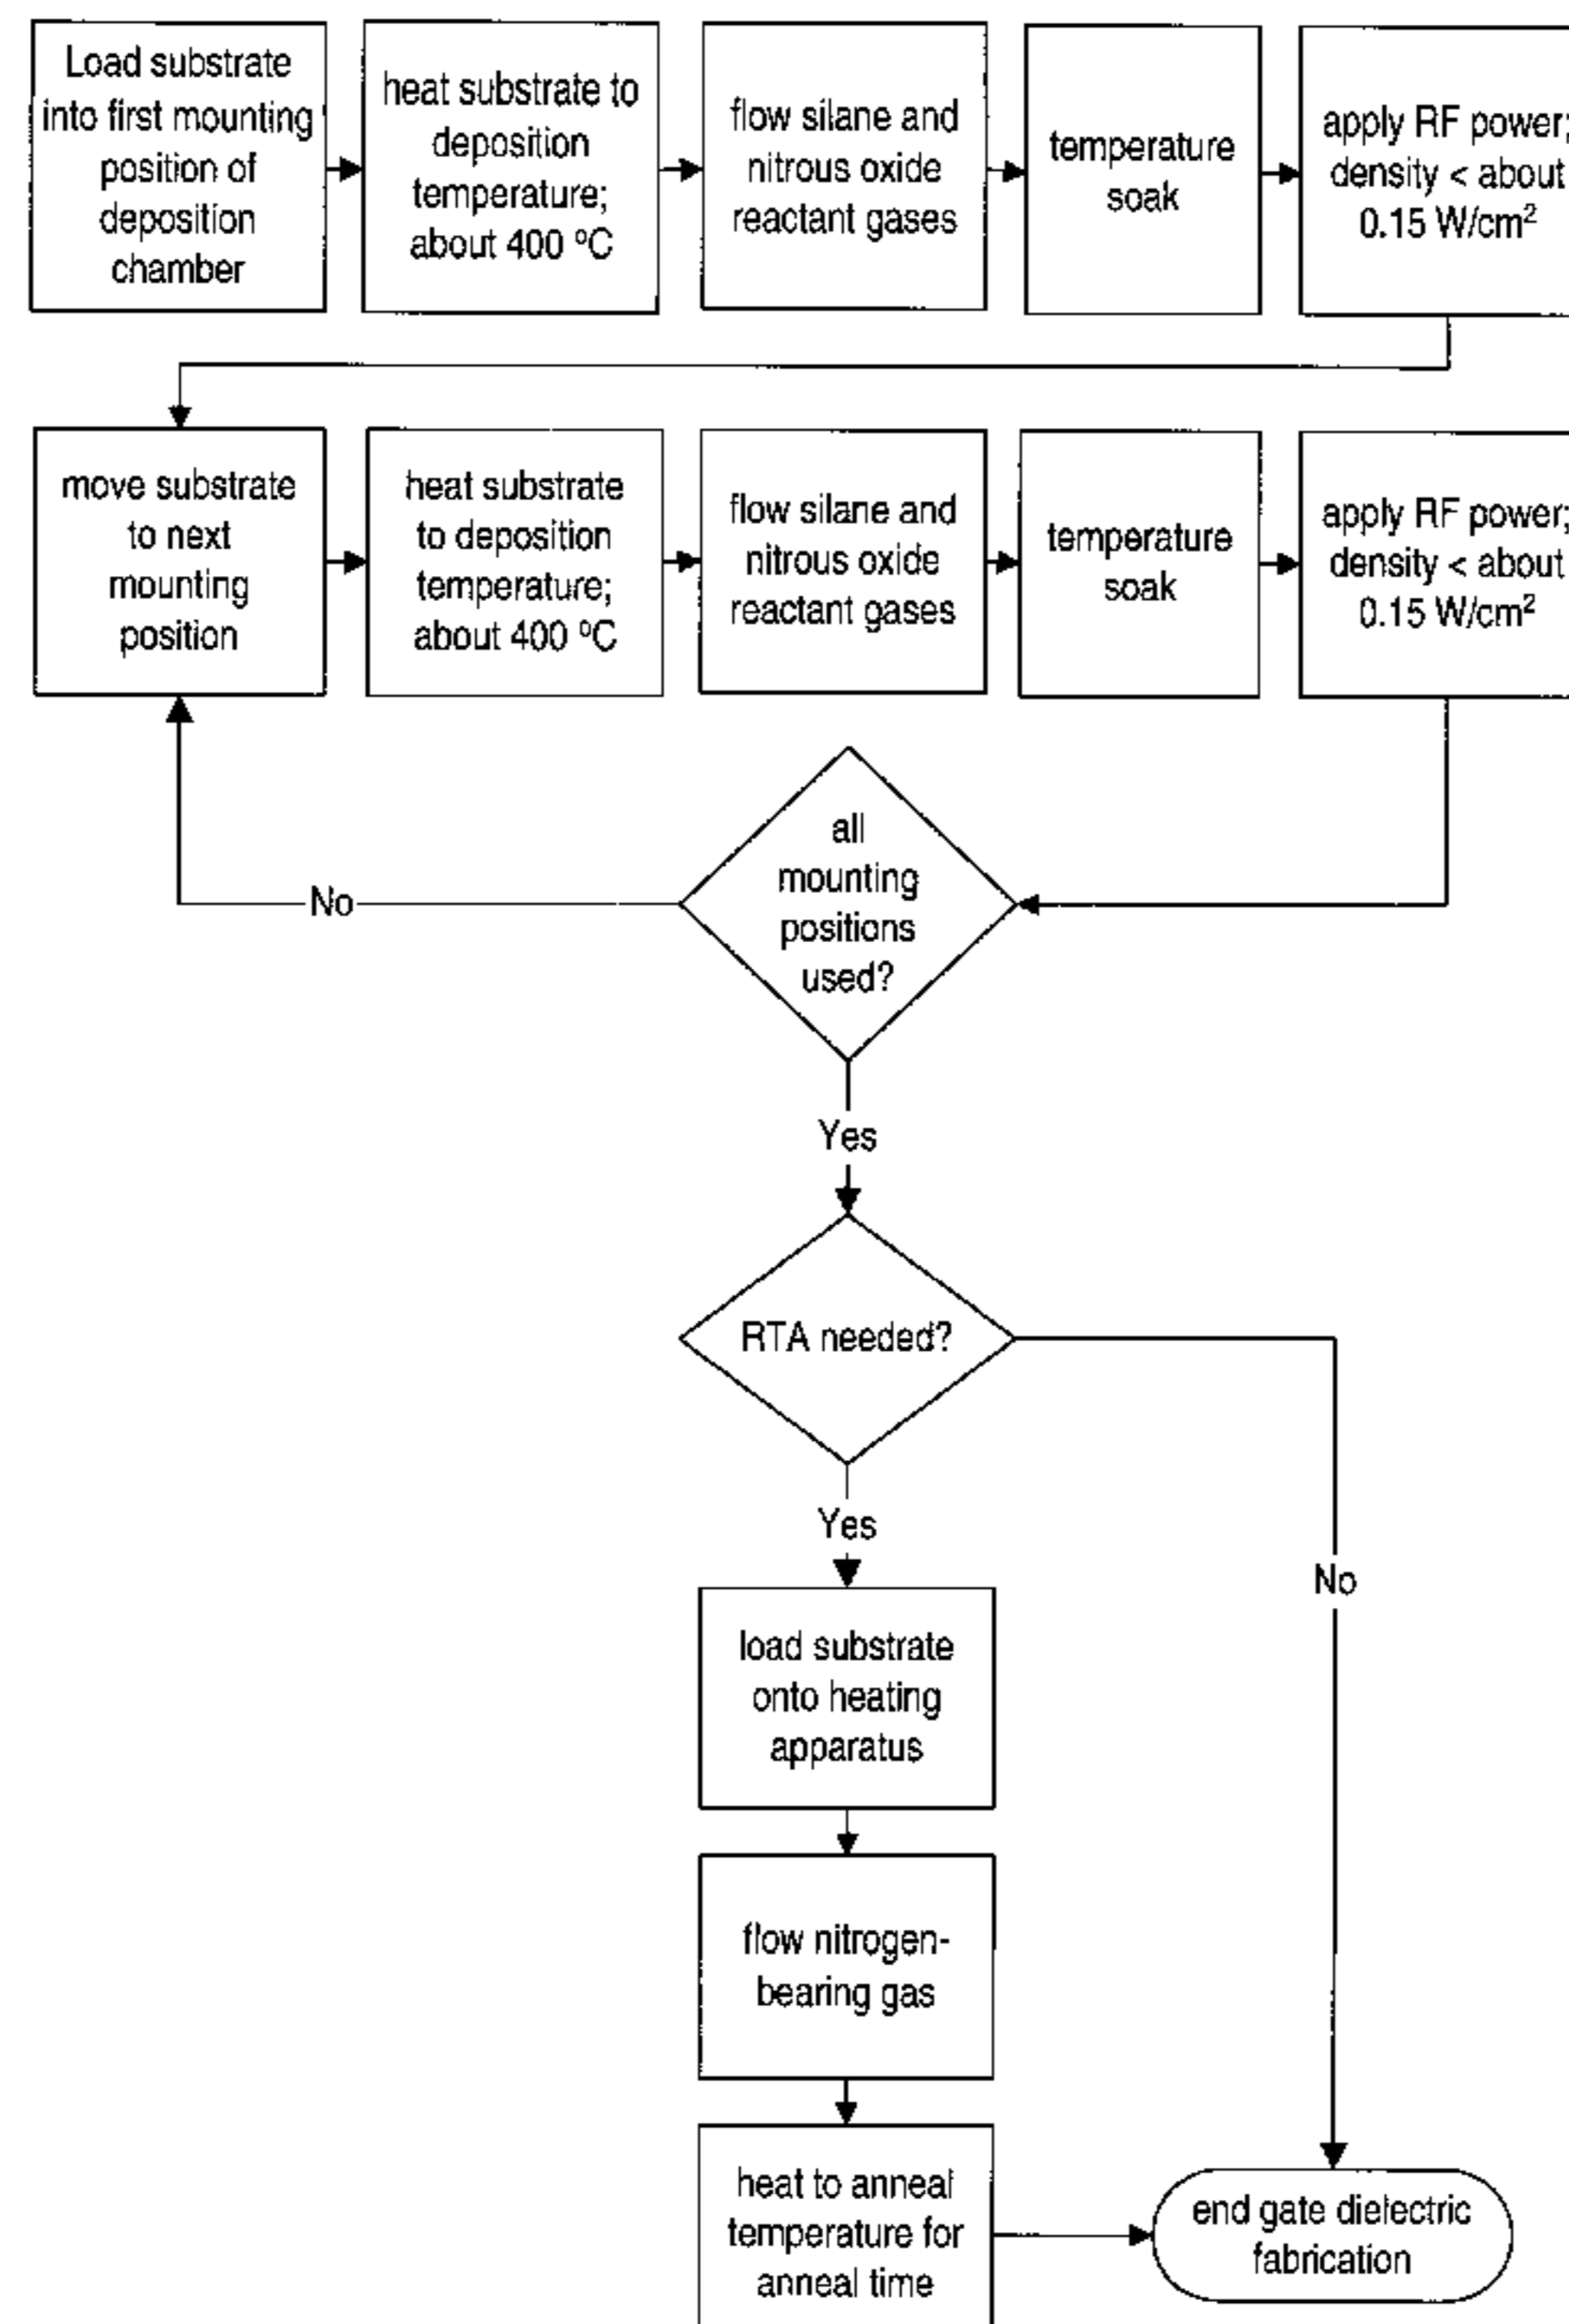 Load substrate
into first mounting
position of
deposition
chamber
heat substrate to
deposition
temperature;
about 400 ºC
flow silane and
nitrous oxide
reactant gases
temperature
soak
apply RF power;
density < about
0.15 W/cm²
move substrate
to next
mounting
position
heat substrate
to deposition
temperature;
about 400 ºC
flow silane and
nitrous oxide
reactant gases
temperature
soak
apply RF power;
density < about
0.15 W/cm²
all
mounting
positions
used?
No
Yes
RTA needed?
Yes
No
load substrate
onto heating
apparatus
flow nitrogen-
bearing gas
heat to anneal
temperature for
anneal time
end gate dielectric
fabrication